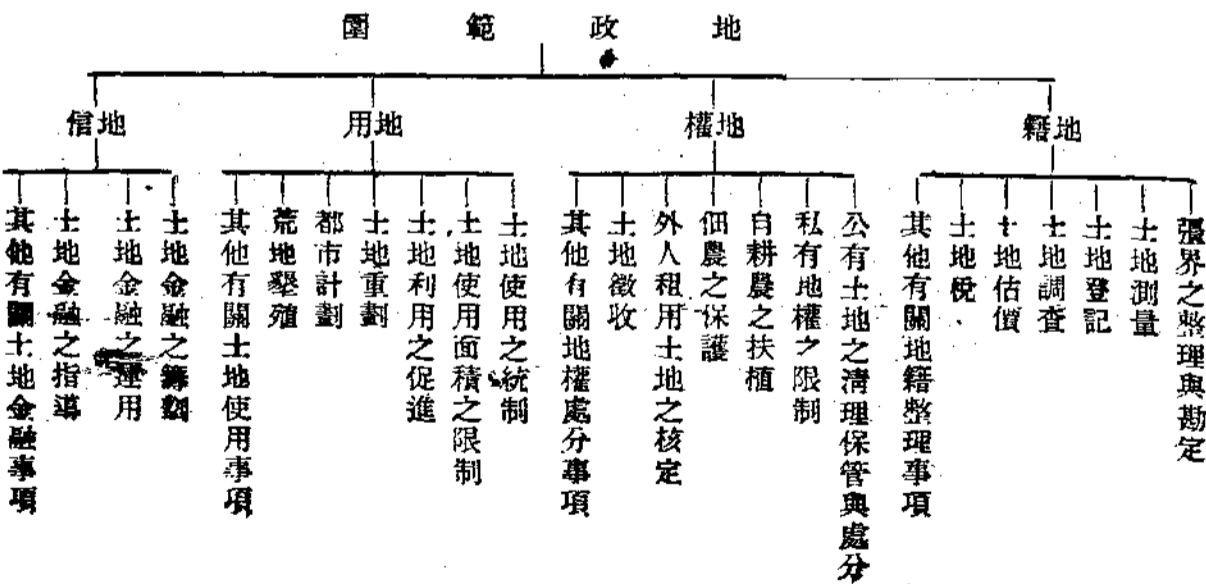 地政範圍
地籍
張界之整理與勘定
土地測量
土地登記
土地調查
土地估價
土地稅、
其他有關地籍整理事項
地權
公有土地之清理保管與處分
私有地權之限制
自耕農之扶植
佃農之保護
外人租用土地之核定
土地徵收
其他有關地權處分事項
地用
土地使用之統制
土地使用面積之限制
土地利用之促進
土地重劃
都市計劃
荒地墾殖
其他有關土地使用事項
地信
土地金融之籌劃
土地金融之運用
土地金融之指導
其他有關土地金融事項